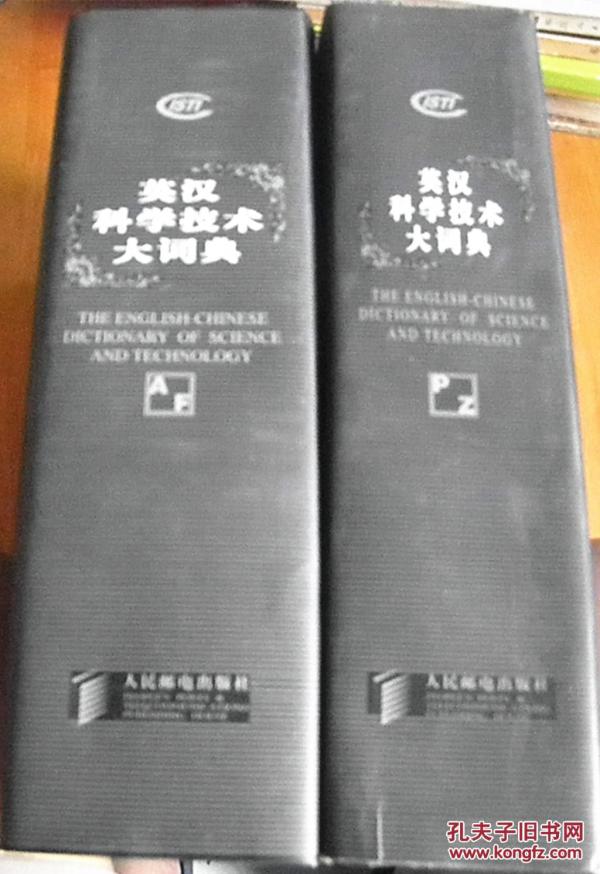 ISTI
英汉
科学技术
大词典
THE ENGLISH-CHINESE
DICTIONARY OF SCIENCE
AND TECHNOLOGY
A
F
人民邮电出版社
ISTI
英汉
科学技术
大词典
THE ENGLISH-CHINESE
DICTIONARY OF SCIENCE
AND TECHNOLOGY
P
Z
人民邮电出版社
孔夫子旧书网
www.kongfz.com